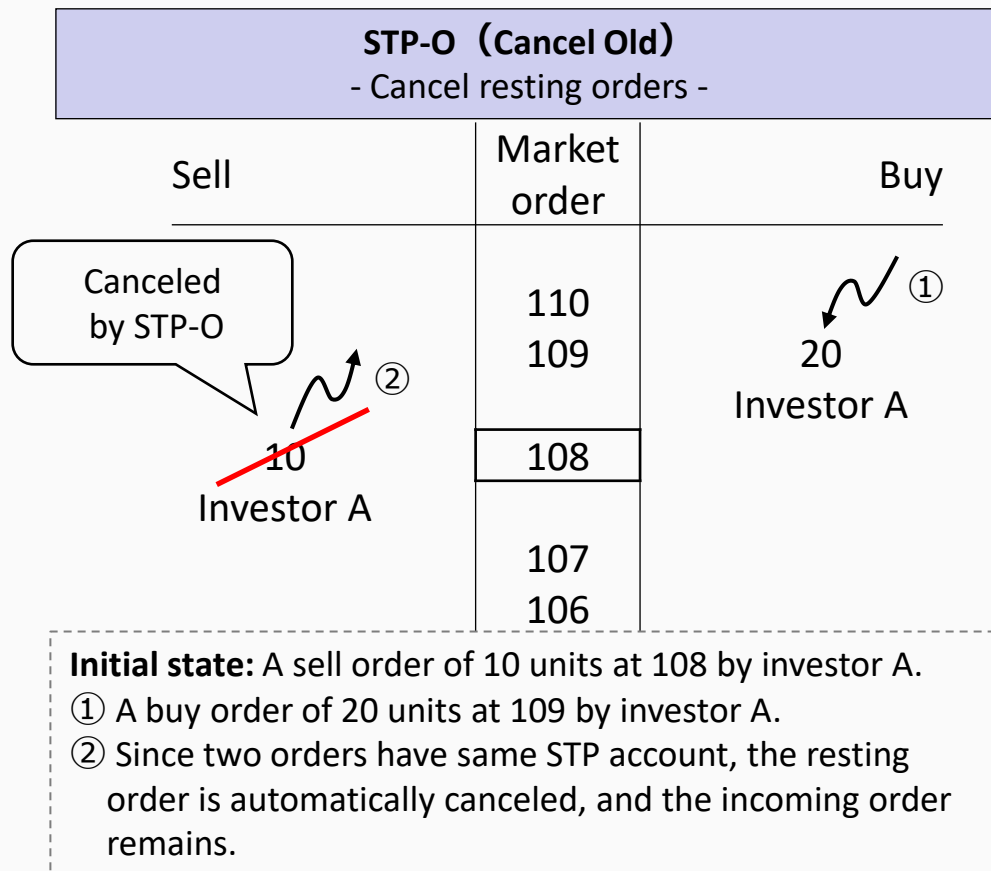 STP-O（Cancel Old）
- Cancel resting orders -
Sell
Market
order
Buy
Canceled
by STP-O
110
①
109
20
②
Investor A
10
108
Investor A
107
106
Initial state: A sell order of 10 units at 108 by investor A.
① A buy order of 20 units at 109 by investor A.
② Since two orders have same STP account, the resting
order is automatically canceled, and the incoming order
remains.